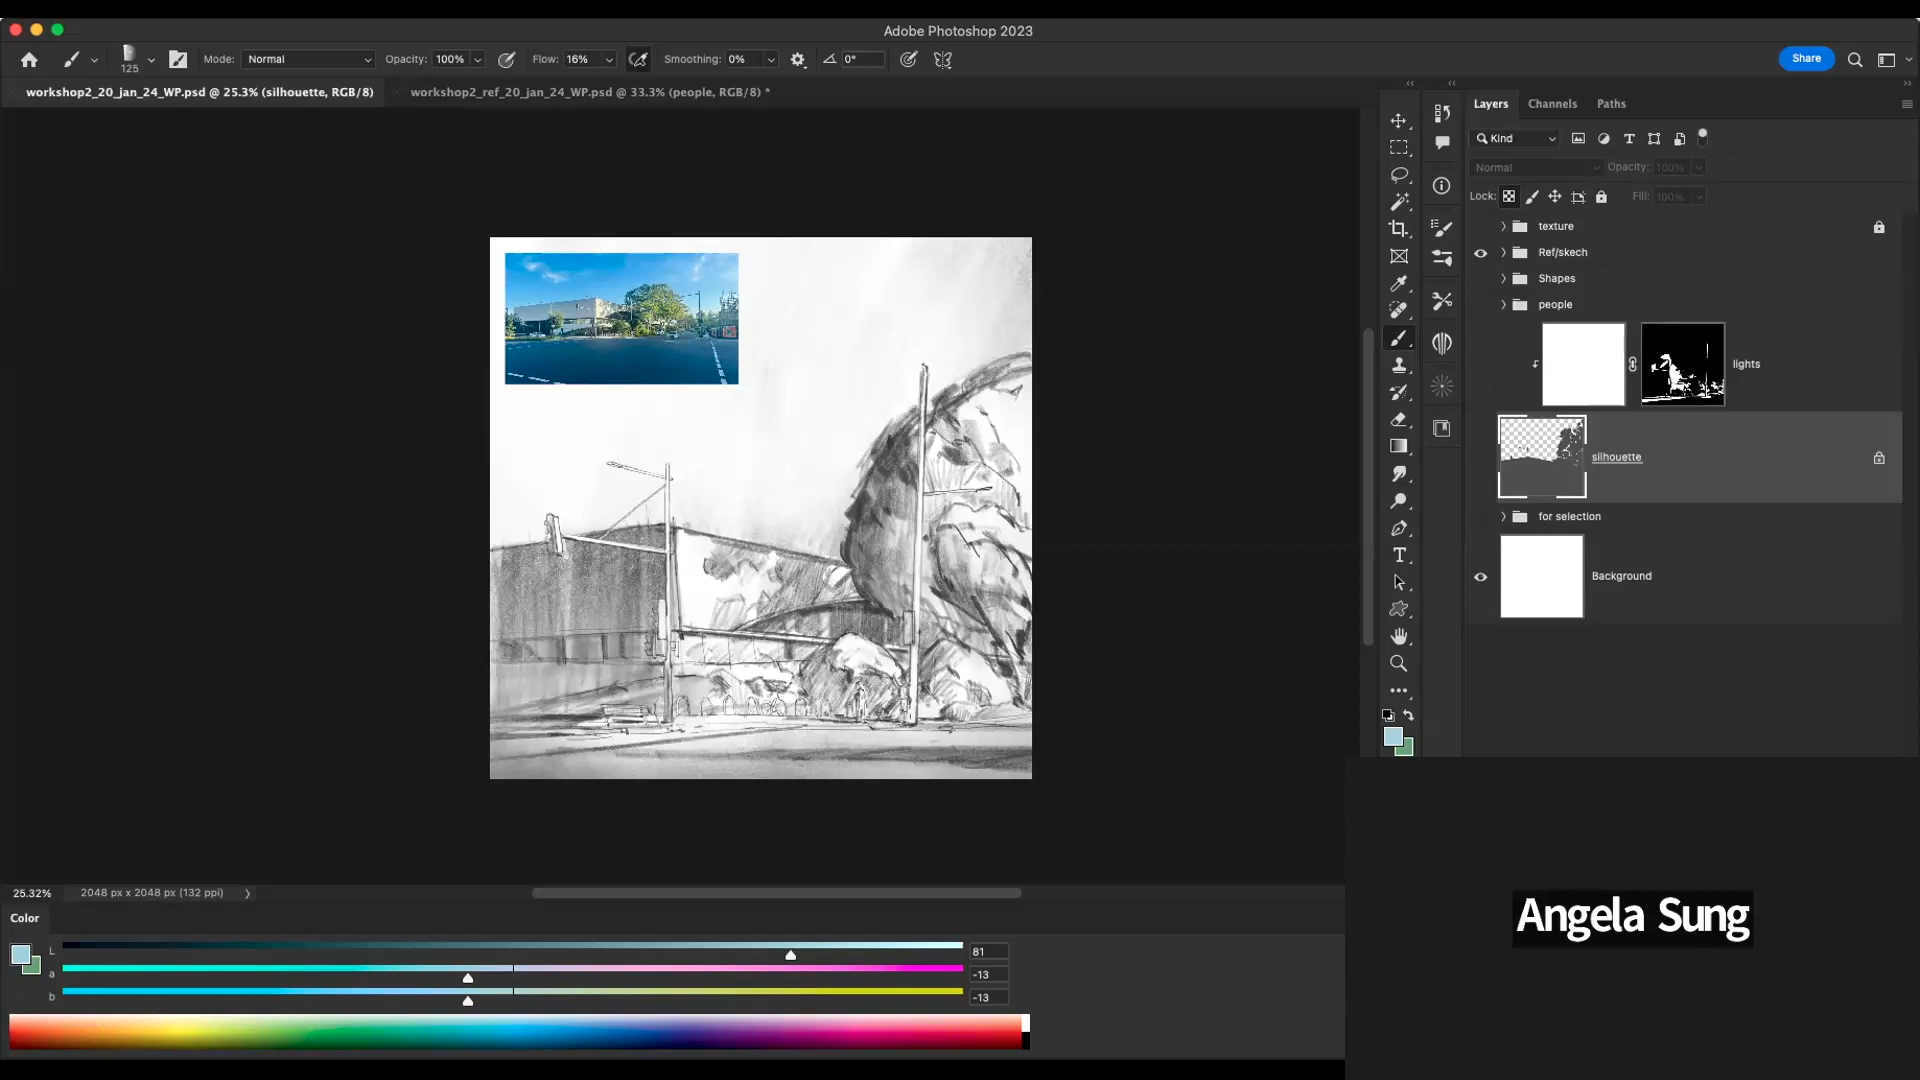 Adobe Photoshop 2023
125 Mode: Normal Opacity: 100% Flow: 16% Smoothing: 0% 0° Share
workshop2_20_jan_24_WP.psd @ 25.3% (silhouette, RGB/8) workshop2_ref_20_jan_24_WP.psd @ 33.3% (people, RGB/8) *
Layers Channels Paths
Kind
Normal Opacity: 100%
Lock: Fill: 100%
texture
Ref/skech
Shapes
people
lights
silhouette
for selection
Background
25.32% 2048 px x 2048 px (132 ppi)
Color
L 81
a -13
b -13
Angela Sung